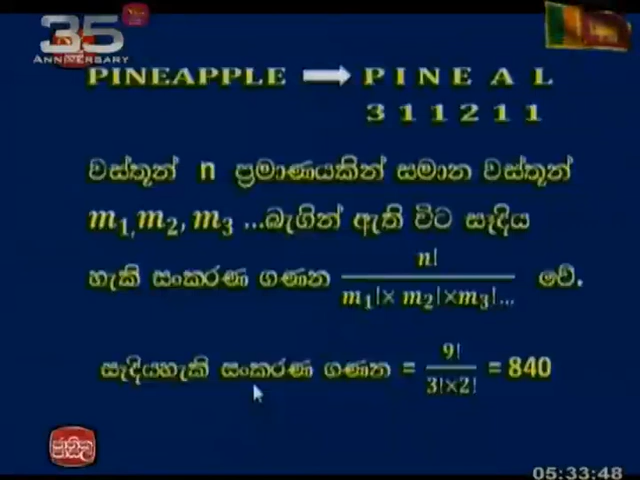 35
ANNIVERSARY
PINEAPPLE ➡ P I N E A L
3 1 1 2 1 1
වස්තූන් n ප්‍රමාණයකින් සමාන වස්තූන්
m₁, m₂, m₃ ...බැගින් ඇති විට සෑදිය
හැකි සංකරණ ගණන n! / m₁!× m₂!×m₃!... වේ.
සෑදියහැකි සංකරණ ගණන = 9! / 3!×2! = 840
ජාතික
05:33:48